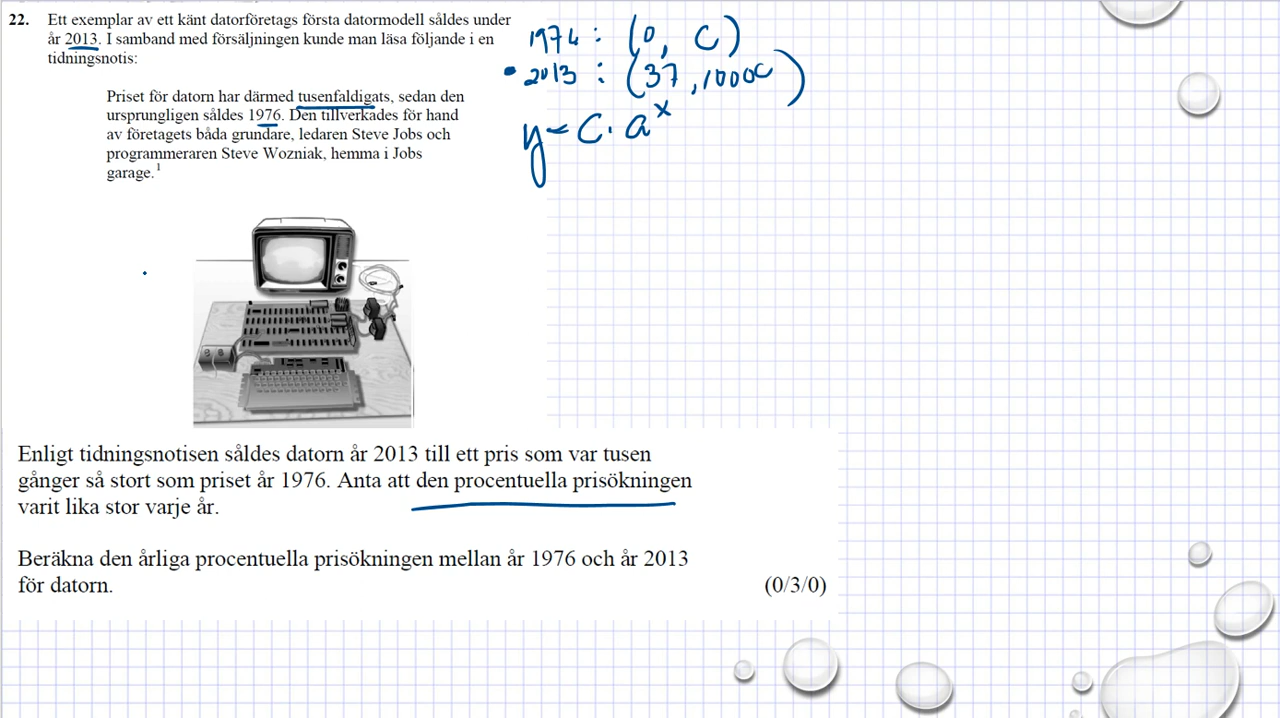 22. Ett exemplar av ett känt datorföretags första datormodell såldes under
år 2013. I samband med försäljningen kunde man läsa följande i en
tidningsnotis:
Priset för datorn har därmed tusenfaldigats, sedan den
ursprungligen såldes 1976. Den tillverkades för hand
av företagets båda grundare, ledaren Steve Jobs och
programmeraren Steve Wozniak, hemma i Jobs
garage.¹
1976 : (0, C)
• 2013 : (37, 1000C)
y = C · a^x
Enligt tidningsnotisen såldes datorn år 2013 till ett pris som var tusen
gånger så stort som priset år 1976. Anta att den procentuella prisökningen
varit lika stor varje år.
Beräkna den årliga procentuella prisökningen mellan år 1976 och år 2013
för datorn. (0/3/0)